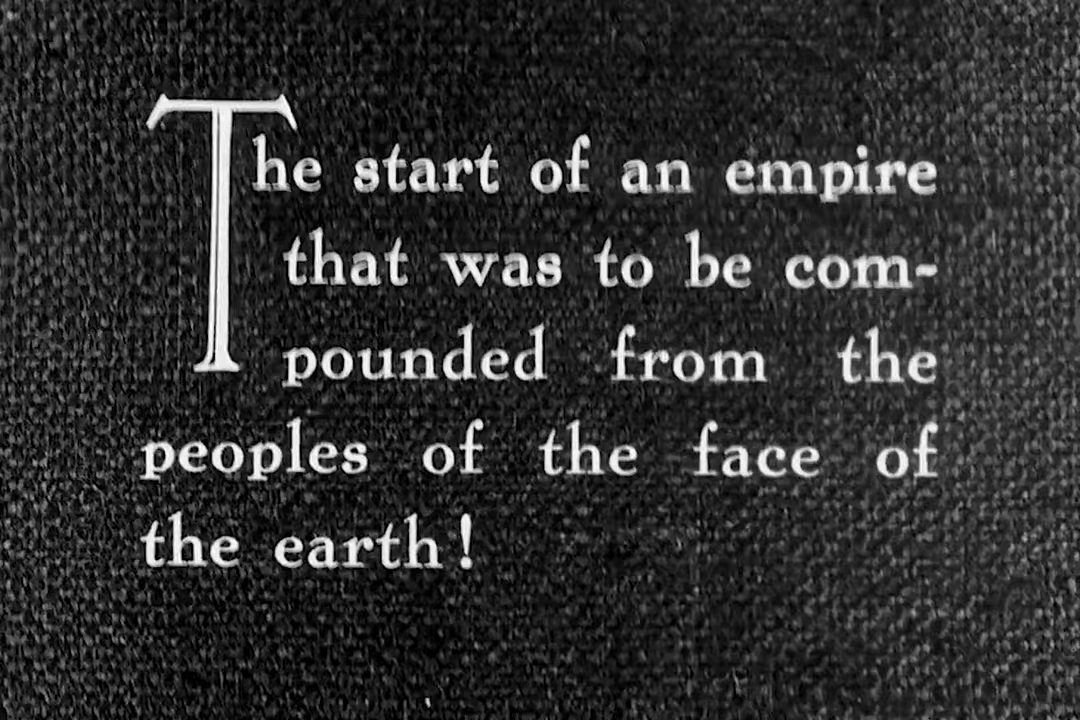 The start of an empire
that was to be com-
pounded from the
peoples of the face of
the earth!